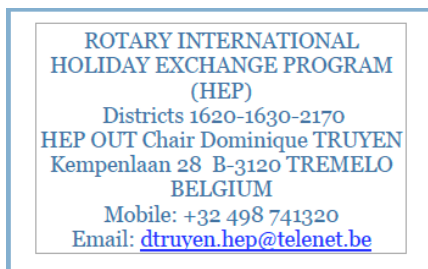 ROTARY INTERNATIONAL
HOLIDAY EXCHANGE PROGRAM
(HEP)
Districts 1620-1630-2170
HEP OUT Chair Dominique TRUYEN
Kempenlaan 28 B-3120 TREMELO
BELGIUM
Mobile: +32 498 741320
Email: dtruyen.hep@telenet.be